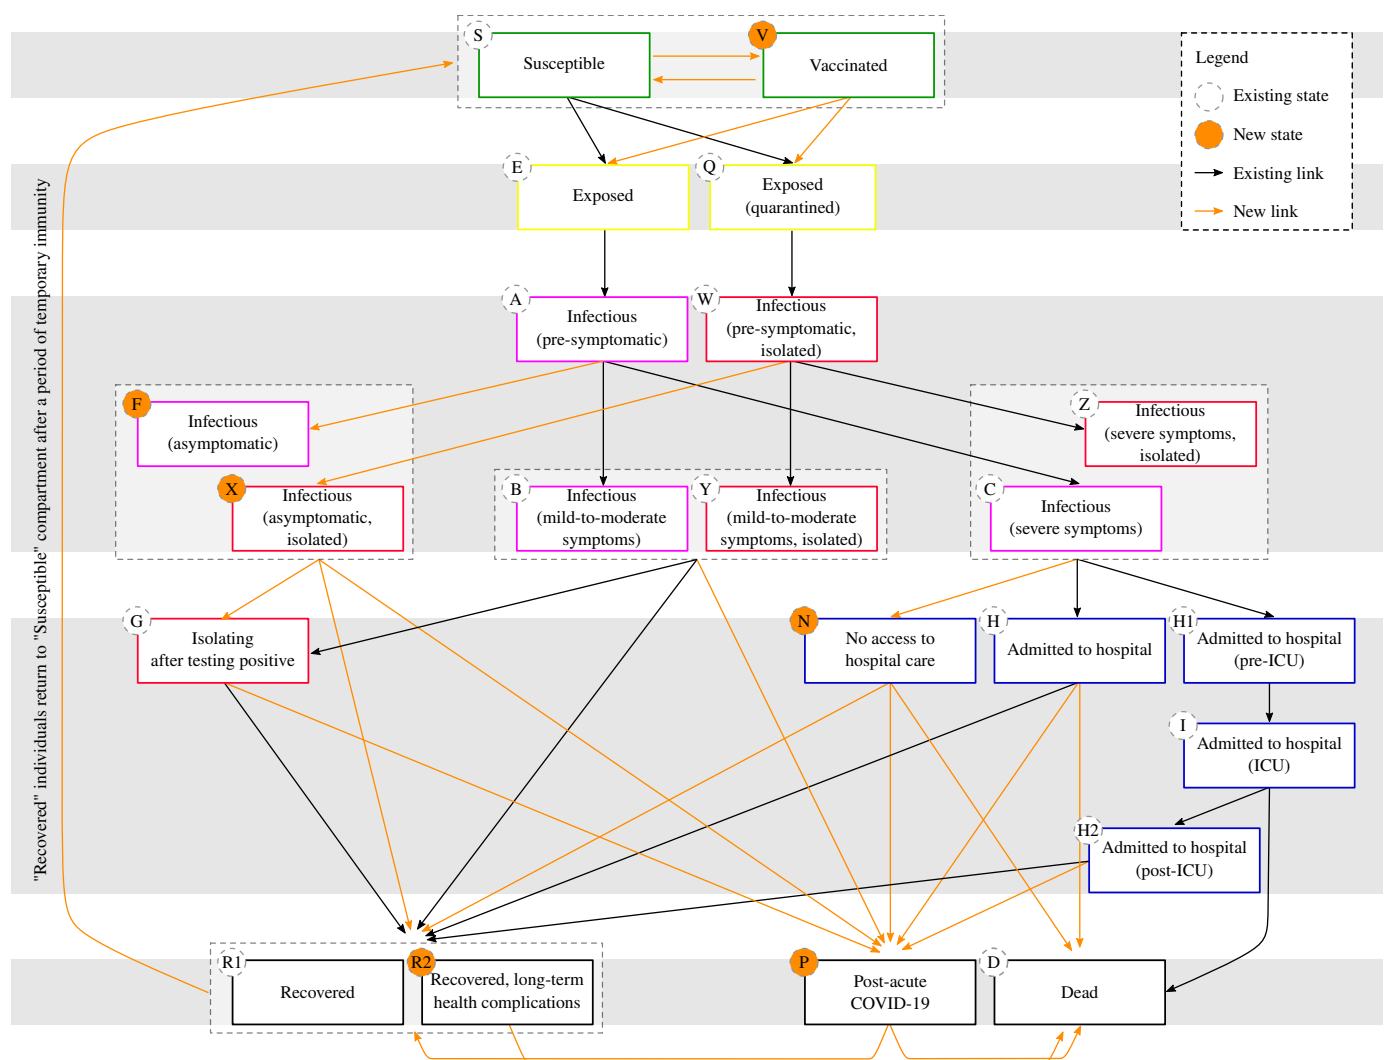 S
Susceptible
V
Vaccinated
Legend
Existing state
New state
Existing link
New link
E
Exposed
Q
Exposed
(quarantined)
"Recovered" individuals return to "Susceptible" compartment after a period of temporary immunity
A
Infectious
(pre-symptomatic)
W
Infectious
(pre-symptomatic,
isolated)
F
Infectious
(asymptomatic)
Z
Infectious
(severe symptoms,
isolated)
X
Infectious
(asymptomatic,
isolated)
B
Infectious
(mild-to-moderate
symptoms)
Y
Infectious
(mild-to-moderate
symptoms, isolated)
C
Infectious
(severe symptoms)
G
Isolating
after testing positive
N
No access to
hospital care
H
Admitted to hospital
H1
Admitted to hospital
(pre-ICU)
I
Admitted to hospital
(ICU)
H2
Admitted to hospital
(post-ICU)
R1
Recovered
R2
Recovered, long-term
health complications
P
Post-acute
COVID-19
D
Dead